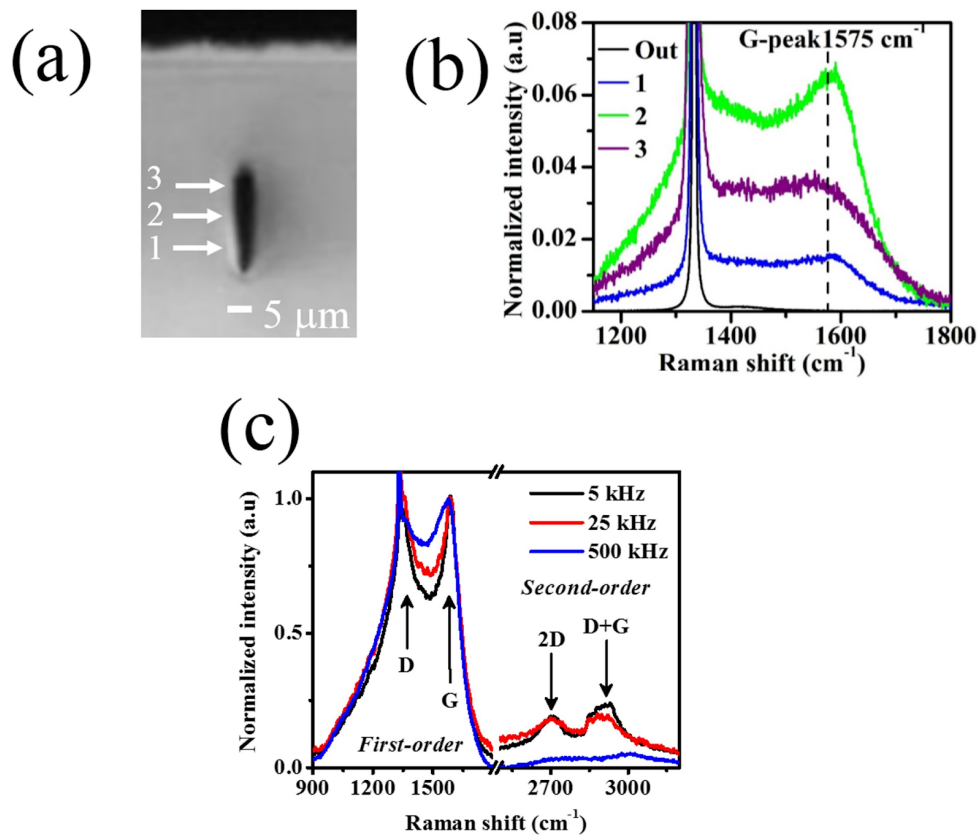 (a)
3
2
1
5 μm
(b)
Normalized intensity (a.u)
0.08
0.06
0.04
0.02
0.00
Out
1
2
3
G-peak1575 cm⁻¹
1200 1400 1600 1800
Raman shift (cm⁻¹)
(c)
Normalized intensity (a.u)
1.0
0.5
0.0
5 kHz
25 kHz
500 kHz
Second-order
D
G
2D
D+G
First-order
900 1200 1500 2700 3000
Raman shift (cm⁻¹)